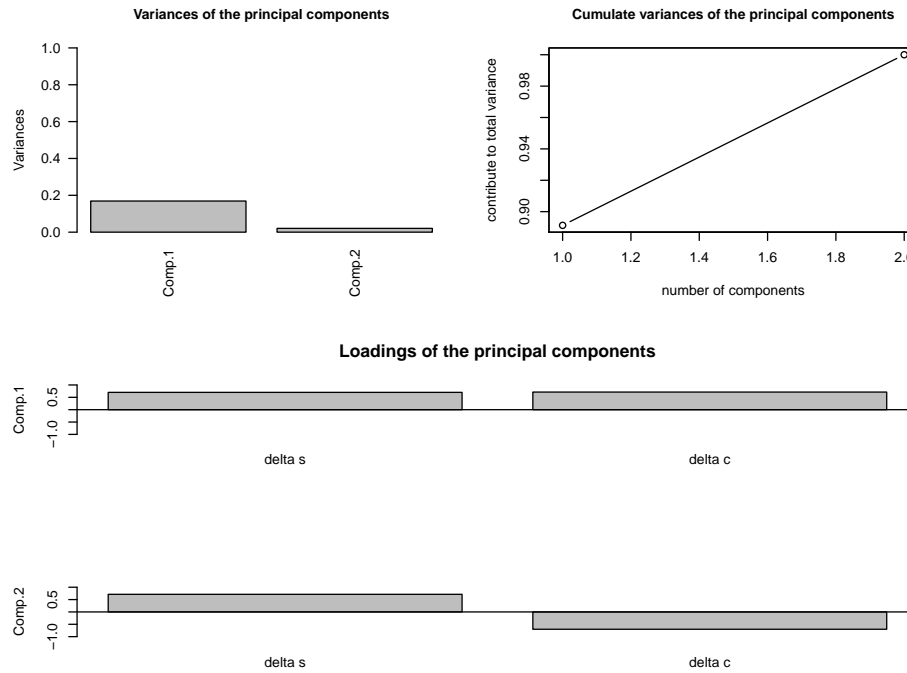 Variances of the principal components
1.0
0.8
0.6
0.4
0.2
0.0
Variances
Comp.1
Comp.2
Cumulate variances of the principal components
0.98
0.94
0.90
contribute to total variance
1.0 1.2 1.4 1.6 1.8 2.0
number of components
Loadings of the principal components
Comp.1
0.5
−1.0
delta s delta c
Comp.2
0.5
−1.0
delta s delta c